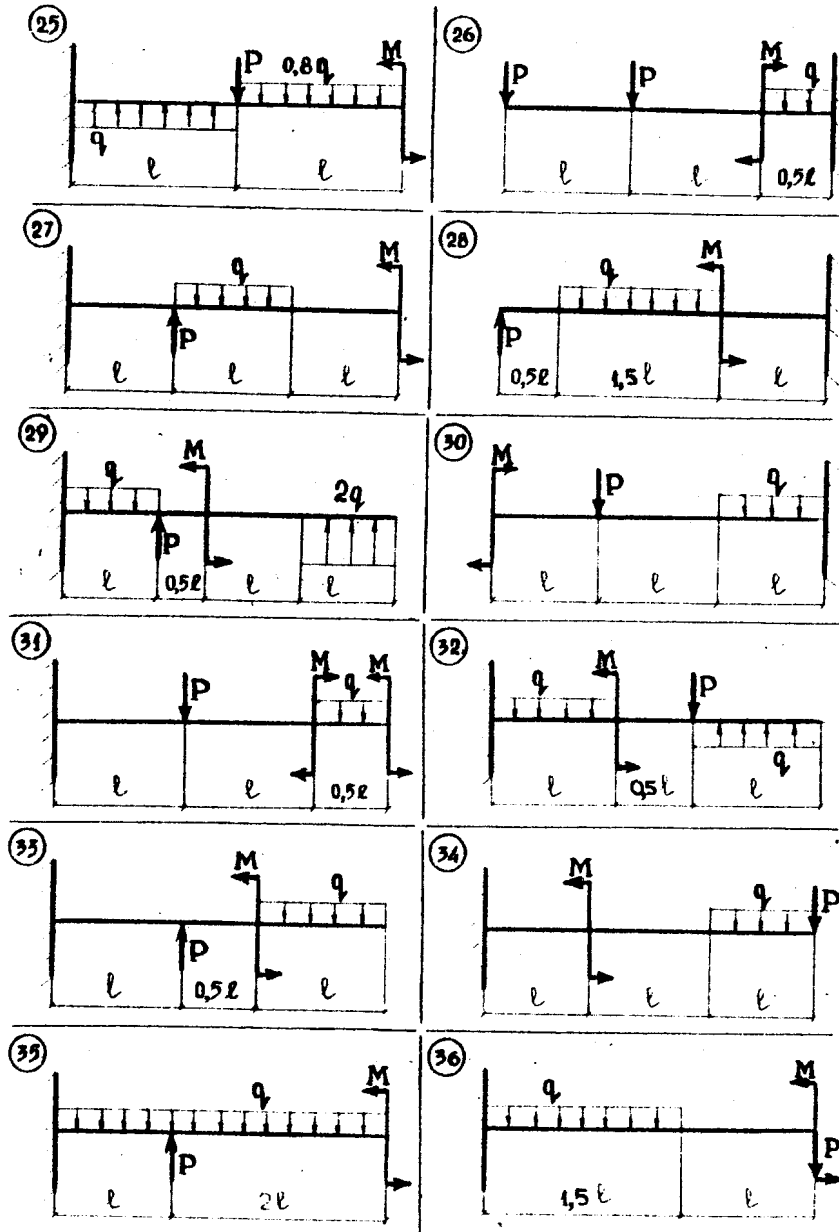 25
P 0,8q M
q
l l
26
P P M q
l l 0,5l
27
q M
P
l l l
28
q M
P
0,5l 1,5l l
29
q M 2q
P
l 0,5l l l
30
M P q
l l l
31
P M q M
l l 0,5l
32.
q M P
q
l 0,5l l
33
M q
P
l 0,5l l
34
M q P
l l l
35
q M
P
l 2l
36
q M
P
1,5l l